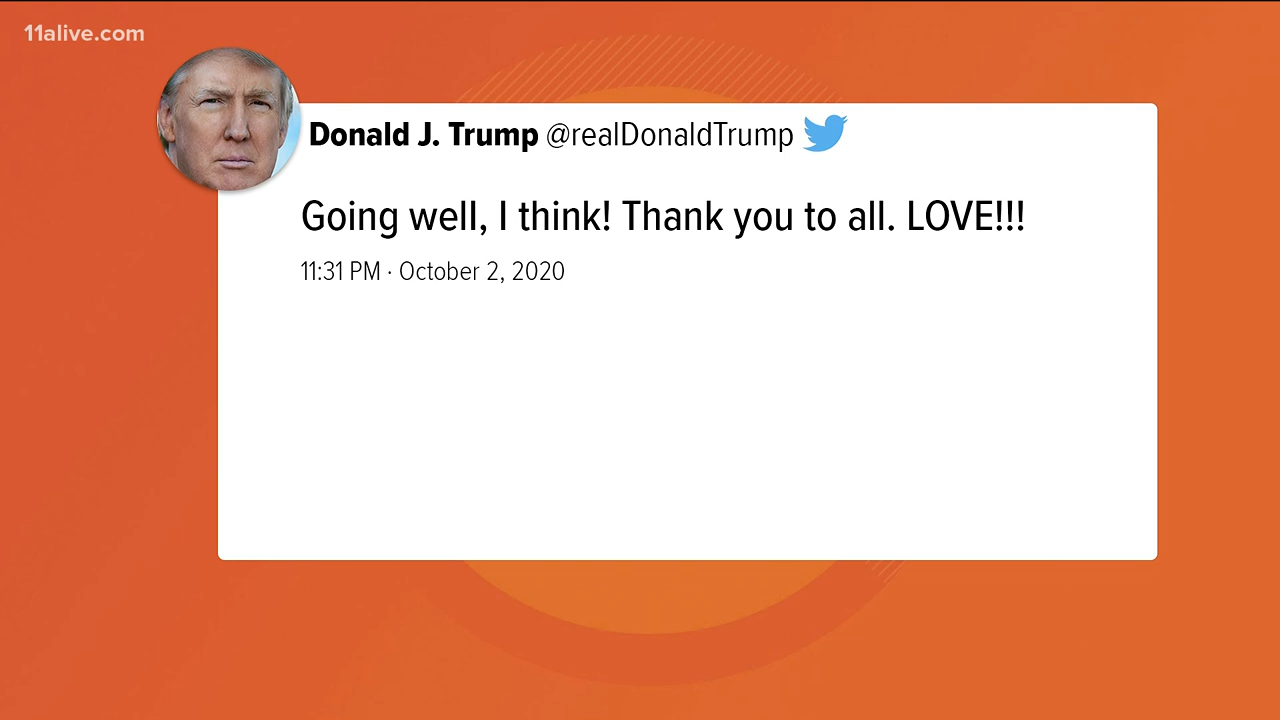 11alive.com
Donald J. Trump @realDonaldTrump
Going well, I think! Thank you to all. LOVE!!!
11:31 PM · October 2, 2020